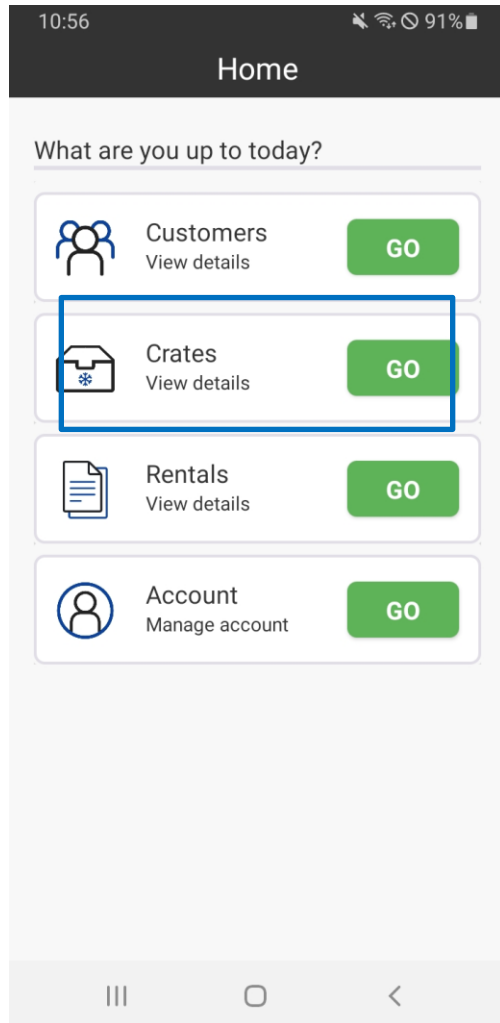 10:56 91%
Home
What are you up to today?
Customers
View details
GO
Crates
View details
GO
Rentals
View details
GO
Account
Manage account
GO